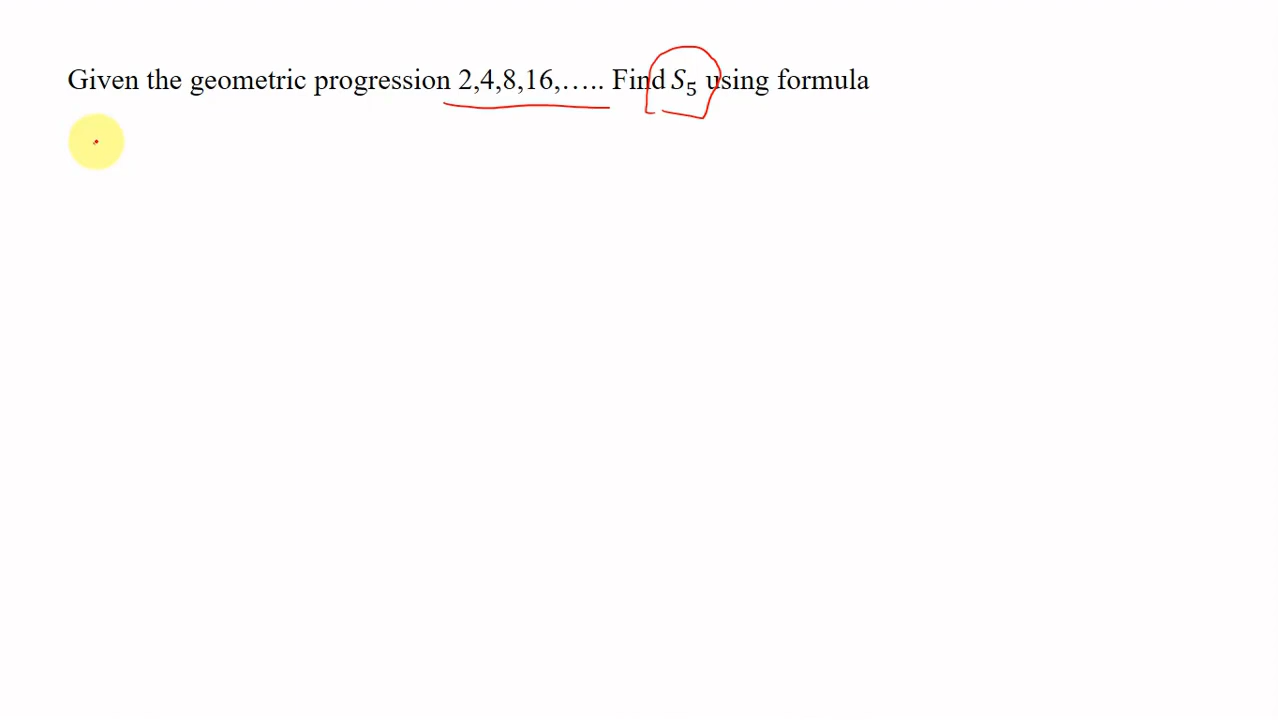 Given the geometric progression 2,4,8,16,….. Find S₅ using formula